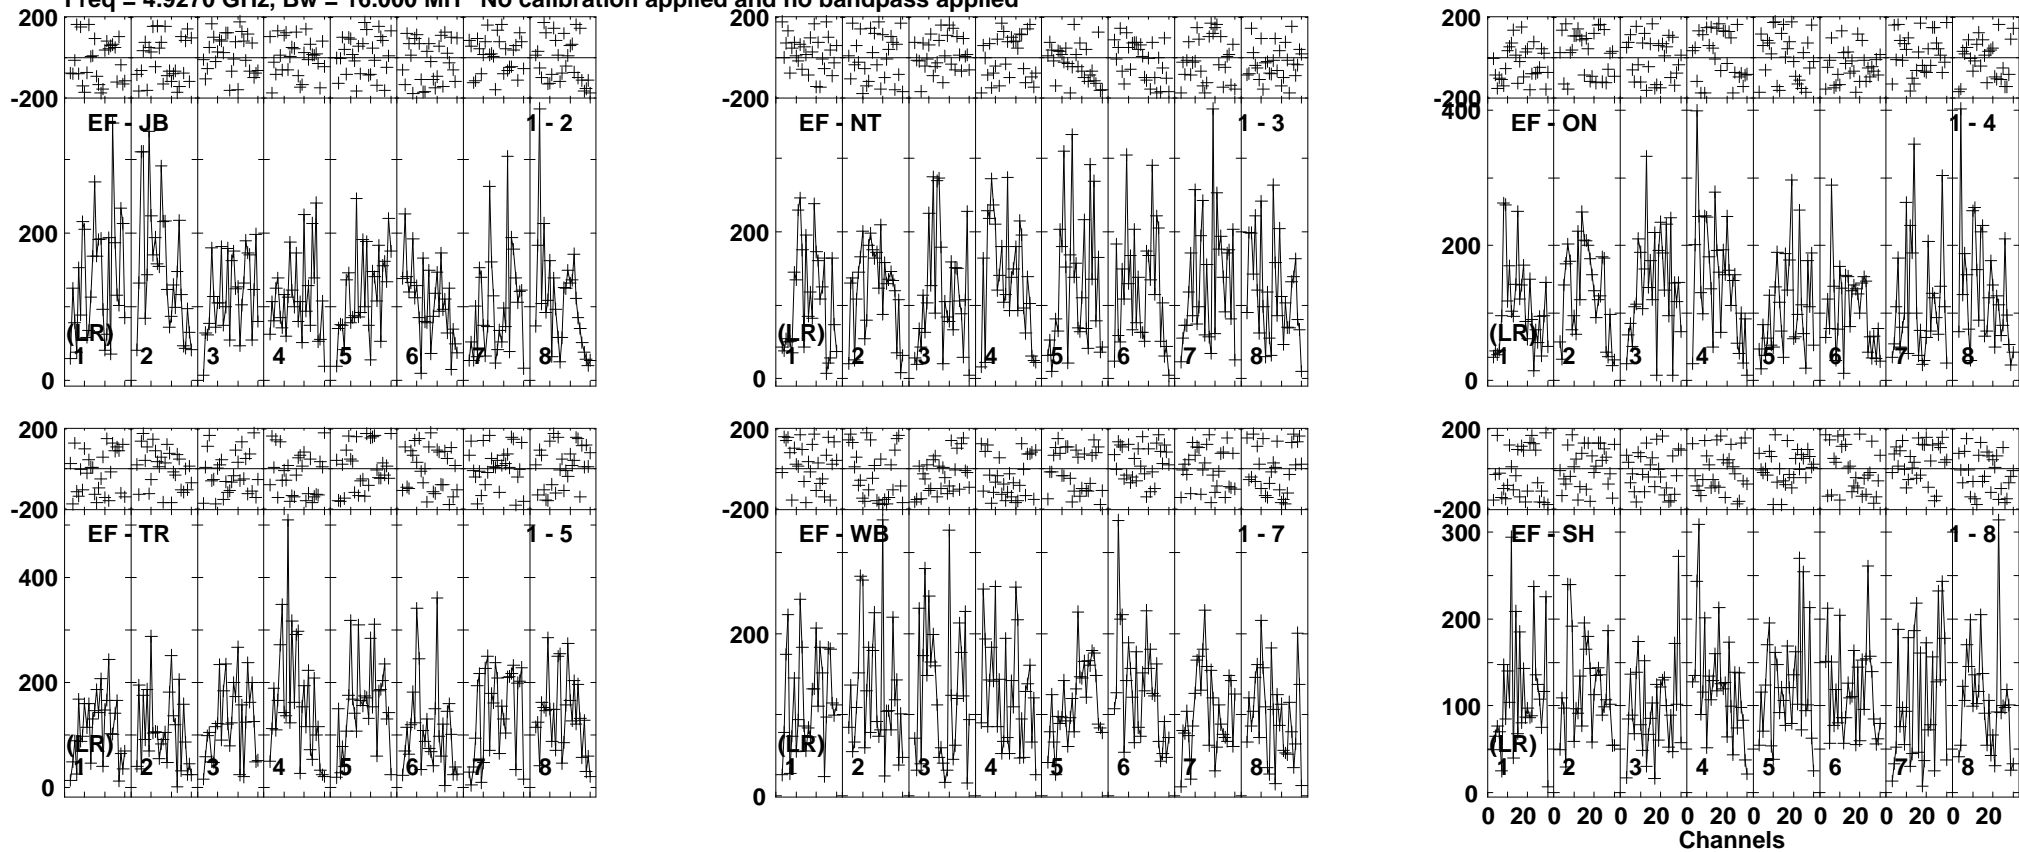 Freq = 4.9270 GHz, Bw = 16.000 MH No calibration applied and no bandpass applied
200 200 200
-200 -200 -200
400
EF - JB 1 - 2 EF - NT 1 - 3 EF - ON 1 - 4
200 200 200
(LR) (LR) (LR)
1 2 3 4 5 6 7 8 1 2 3 4 5 6 7 8 1 2 3 4 5 6 7 8
0 0 0
200 200 200
-200 -200 -200
EF - TR 1 - 5 EF - WB 1 - 7 300 EF - SH 1 - 8
400
200 200 200
100
(LR) (LR) (LR)
1 2 3 4 5 6 7 8 1 2 3 4 5 6 7 8 1 2 3 4 5 6 7 8
0 0 0
0 20 0 20 0 20 0 20 0 20 0 20 0 20 0 20
Channels